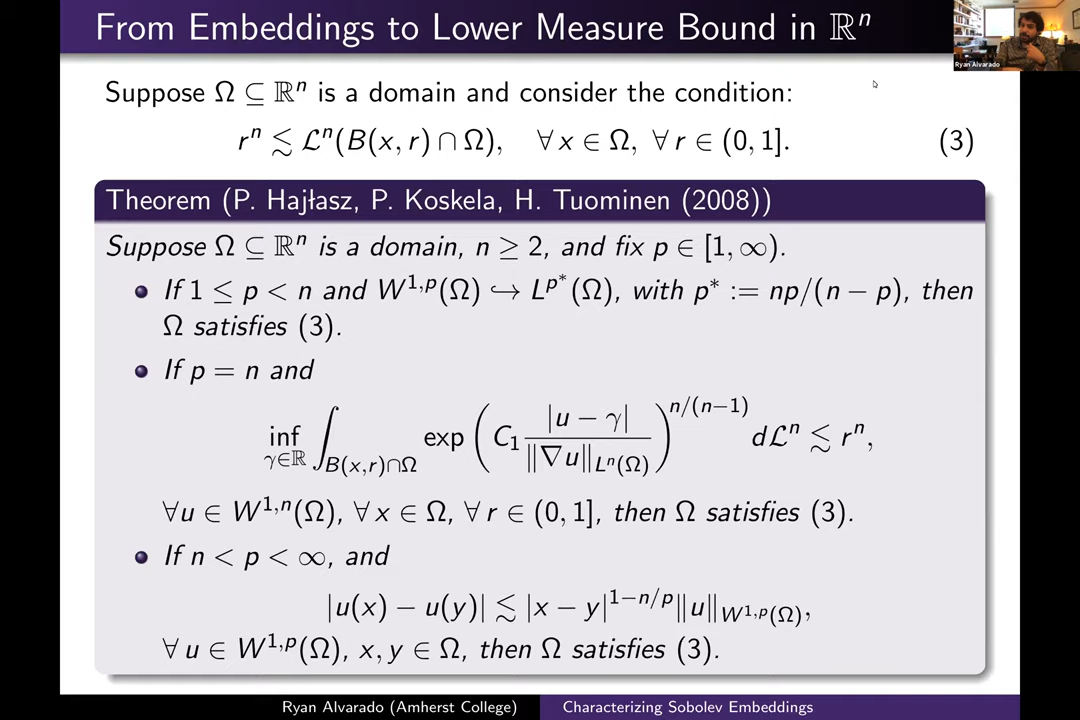 From Embeddings to Lower Measure Bound in ℝⁿ
Ryan Alvarado
Suppose Ω ⊆ ℝⁿ is a domain and consider the condition:
rⁿ ≲ ℒⁿ(B(x, r) ∩ Ω), ∀ x ∈ Ω, ∀ r ∈ (0, 1]. (3)
Theorem (P. Hajłasz, P. Koskela, H. Tuominen (2008))
Suppose Ω ⊆ ℝⁿ is a domain, n ≥ 2, and fix p ∈ [1, ∞).
If 1 ≤ p < n and W^{1,p}(Ω) ↪ L^{p*}(Ω), with p* := np/(n − p), then
Ω satisfies (3).
If p = n and
inf_{γ∈ℝ} ∫_{B(x,r)∩Ω} exp (C₁ |u − γ| / ‖∇u‖_{Lⁿ(Ω)})^{n/(n−1)} dℒⁿ ≲ rⁿ,
∀u ∈ W^{1,n}(Ω), ∀ x ∈ Ω, ∀ r ∈ (0, 1], then Ω satisfies (3).
If n < p < ∞, and
|u(x) − u(y)| ≲ |x − y|^{1−n/p} ‖u‖_{W^{1,p}(Ω)},
∀ u ∈ W^{1,p}(Ω), x, y ∈ Ω, then Ω satisfies (3).
Ryan Alvarado (Amherst College) Characterizing Sobolev Embeddings